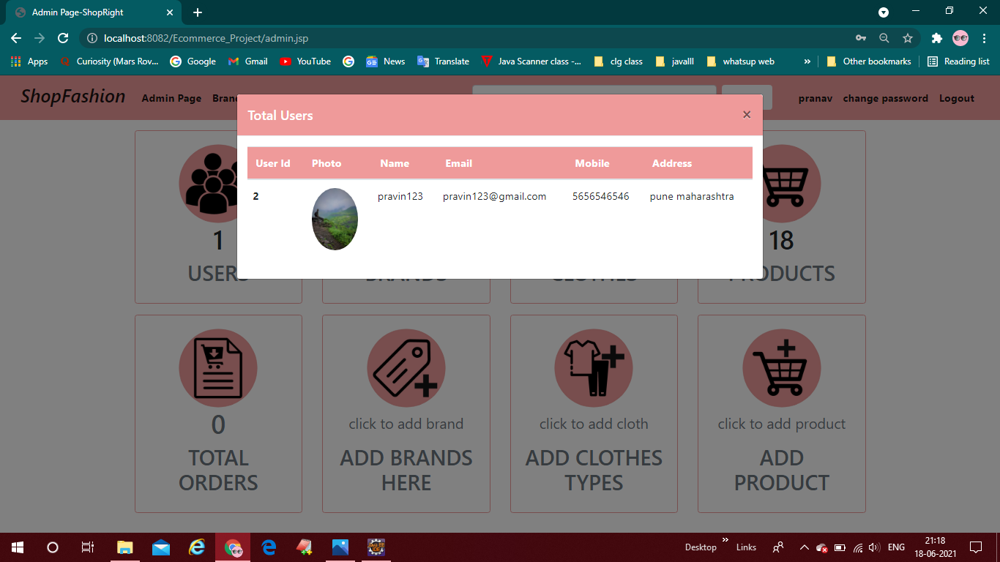 Admin Page-ShopRight
localhost:8082/Ecommerce_Project/admin.jsp
Apps Curiosity (Mars Rov... Google Gmail YouTube News Translate Java Scanner class -... clg class javalll whatsup web » Other bookmarks Reading list
ShopFashion Admin Page pranav change password Logout
Total Users ×
User Id Photo Name Email Mobile Address
2 pravin123 pravin123@gmail.com 5656546546 pune maharashtra
1 18
USERS BRANDS CLOTHES PRODUCTS
0 click to add brand click to add cloth click to add product
TOTAL ADD BRANDS ADD CLOTHES ADD
ORDERS HERE TYPES PRODUCT
Desktop » Links ENG 21:18
18-06-2021